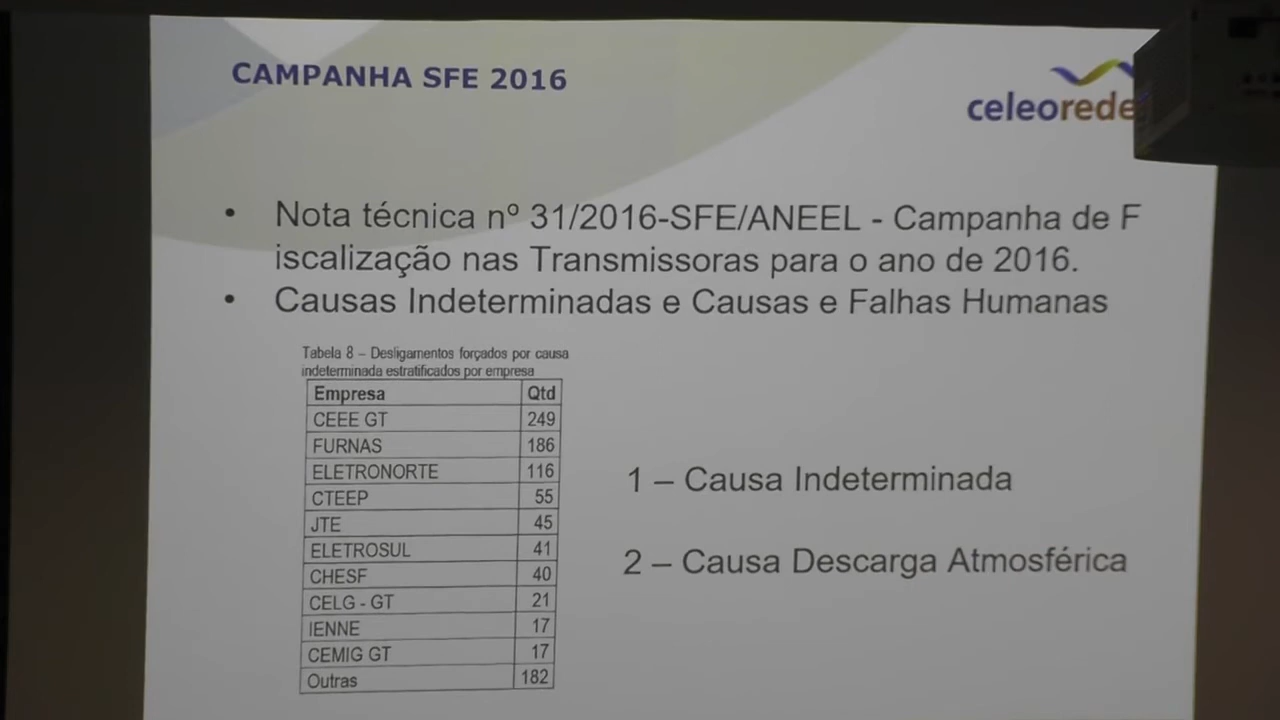 CAMPANHA SFE 2016
celeorede
• Nota técnica nº 31/2016-SFE/ANEEL - Campanha de F
iscalização nas Transmissoras para o ano de 2016.
• Causas Indeterminadas e Causas e Falhas Humanas
Tabela 8 – Desligamentos forçados por causa
indeterminada estratificados por empresa
Empresa Qtd
CEEE GT 249
FURNAS 186
ELETRONORTE 116
CTEEP 55
JTE 45
ELETROSUL 41
CHESF 40
CELG - GT 21
IENNE 17
CEMIG GT 17
Outras 182
1 – Causa Indeterminada
2 – Causa Descarga Atmosférica